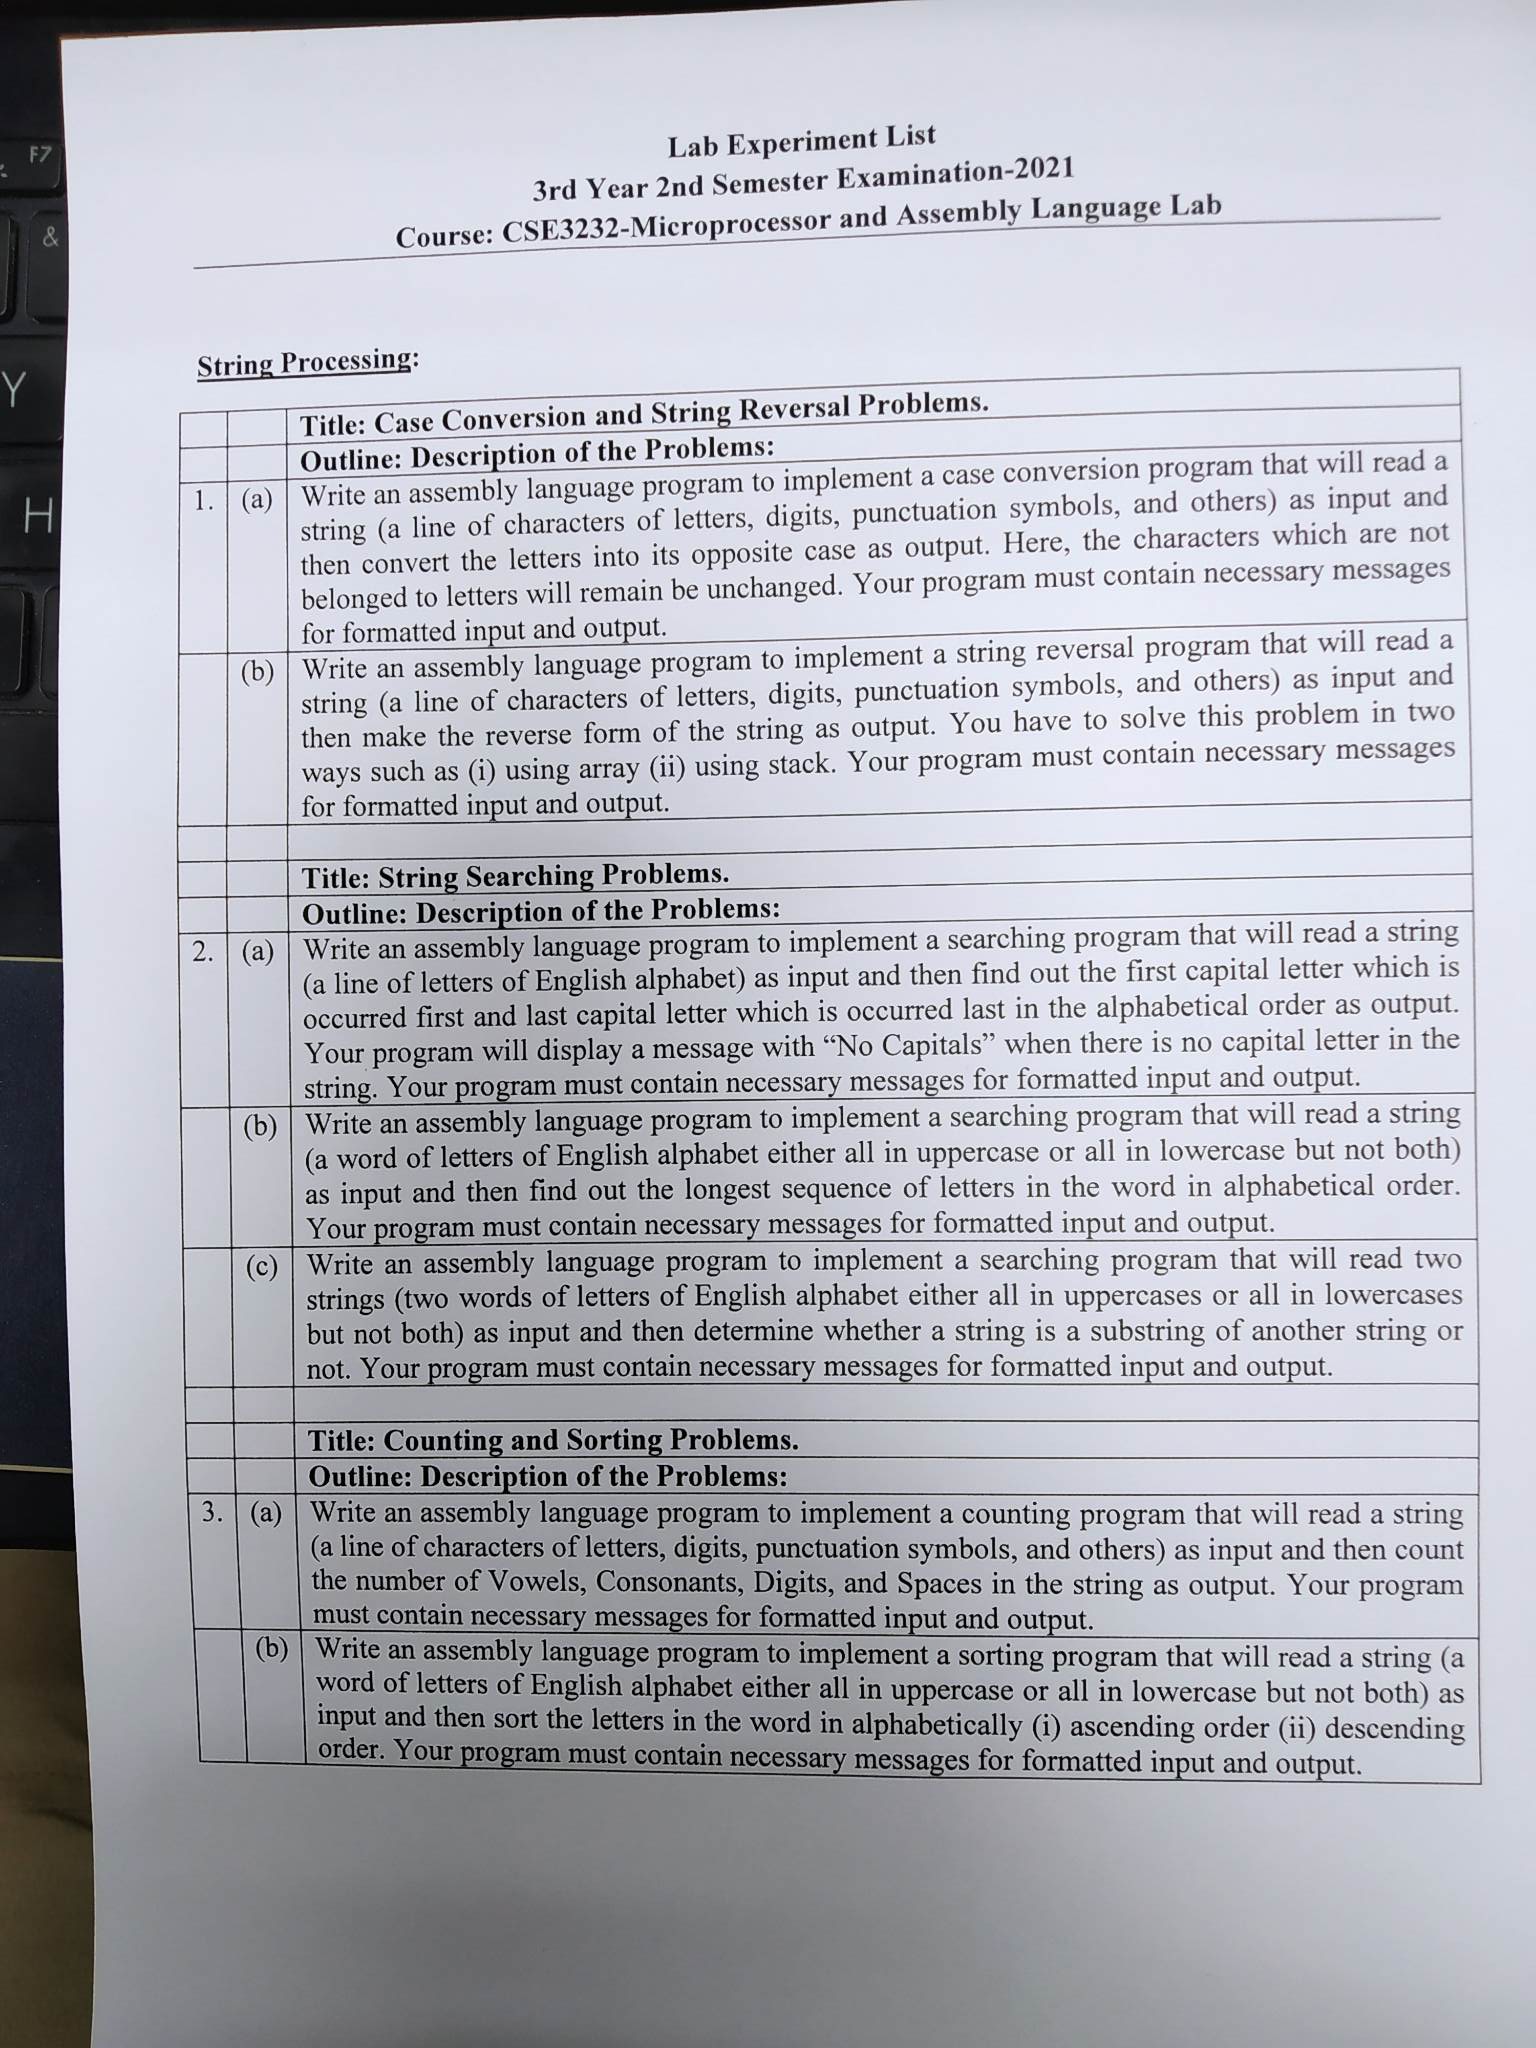 F7
&
Y
H
Lab Experiment List
3rd Year 2nd Semester Examination-2021
Course: CSE3232-Microprocessor and Assembly Language Lab
String Processing:
Title: Case Conversion and String Reversal Problems.
Outline: Description of the Problems:
1. (a) Write an assembly language program to implement a case conversion program that will read a
string (a line of characters of letters, digits, punctuation symbols, and others) as input and
then convert the letters into its opposite case as output. Here, the characters which are not
belonged to letters will remain be unchanged. Your program must contain necessary messages
for formatted input and output.
(b) Write an assembly language program to implement a string reversal program that will read a
string (a line of characters of letters, digits, punctuation symbols, and others) as input and
then make the reverse form of the string as output. You have to solve this problem in two
ways such as (i) using array (ii) using stack. Your program must contain necessary messages
for formatted input and output.
Title: String Searching Problems.
Outline: Description of the Problems:
2. (a) Write an assembly language program to implement a searching program that will read a string
(a line of letters of English alphabet) as input and then find out the first capital letter which is
occurred first and last capital letter which is occurred last in the alphabetical order as output.
Your program will display a message with “No Capitals” when there is no capital letter in the
string. Your program must contain necessary messages for formatted input and output.
(b) Write an assembly language program to implement a searching program that will read a string
(a word of letters of English alphabet either all in uppercase or all in lowercase but not both)
as input and then find out the longest sequence of letters in the word in alphabetical order.
Your program must contain necessary messages for formatted input and output.
(c) Write an assembly language program to implement a searching program that will read two
strings (two words of letters of English alphabet either all in uppercases or all in lowercases
but not both) as input and then determine whether a string is a substring of another string or
not. Your program must contain necessary messages for formatted input and output.
Title: Counting and Sorting Problems.
Outline: Description of the Problems:
3. (a) Write an assembly language program to implement a counting program that will read a string
(a line of characters of letters, digits, punctuation symbols, and others) as input and then count
the number of Vowels, Consonants, Digits, and Spaces in the string as output. Your program
must contain necessary messages for formatted input and output.
(b) Write an assembly language program to implement a sorting program that will read a string (a
word of letters of English alphabet either all in uppercase or all in lowercase but not both) as
input and then sort the letters in the word in alphabetically (i) ascending order (ii) descending
order. Your program must contain necessary messages for formatted input and output.